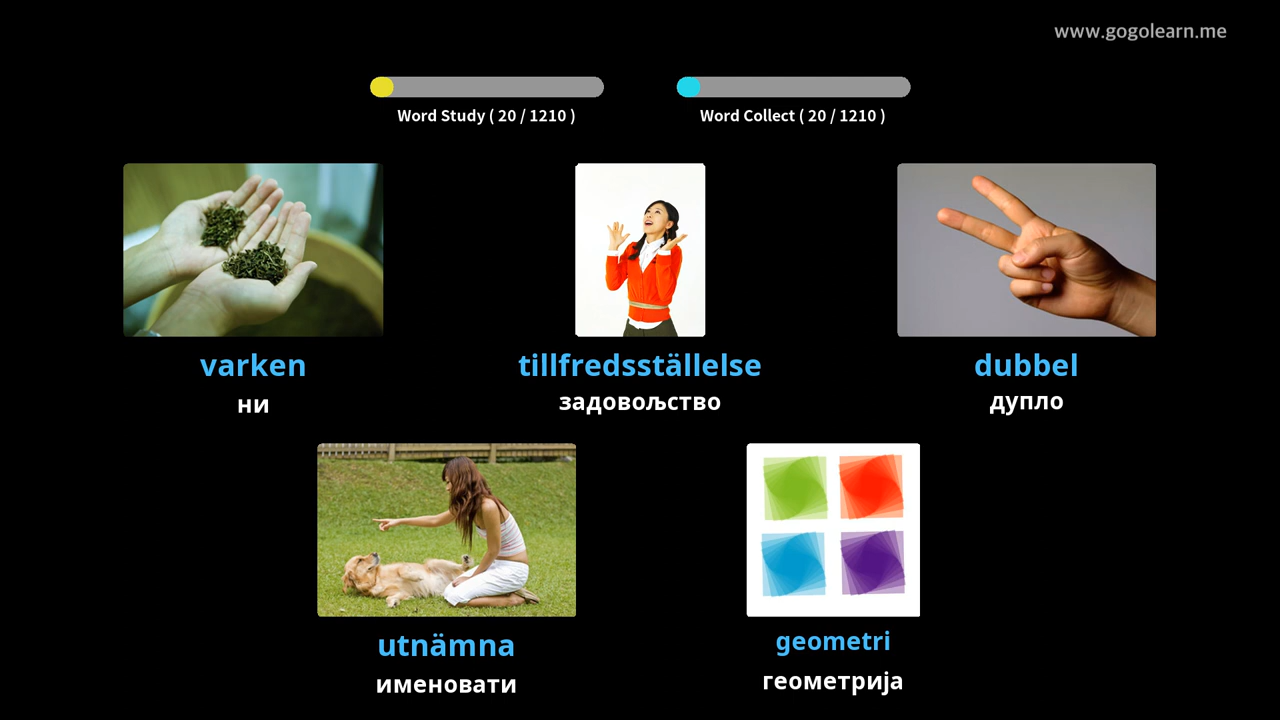 www.gogolearn.me
Word Study ( 20 / 1210 )
Word Collect ( 20 / 1210 )
varken
ни
tillfredsställelse
задовољство
dubbel
дупло
utnämna
именовати
geometri
геометрија